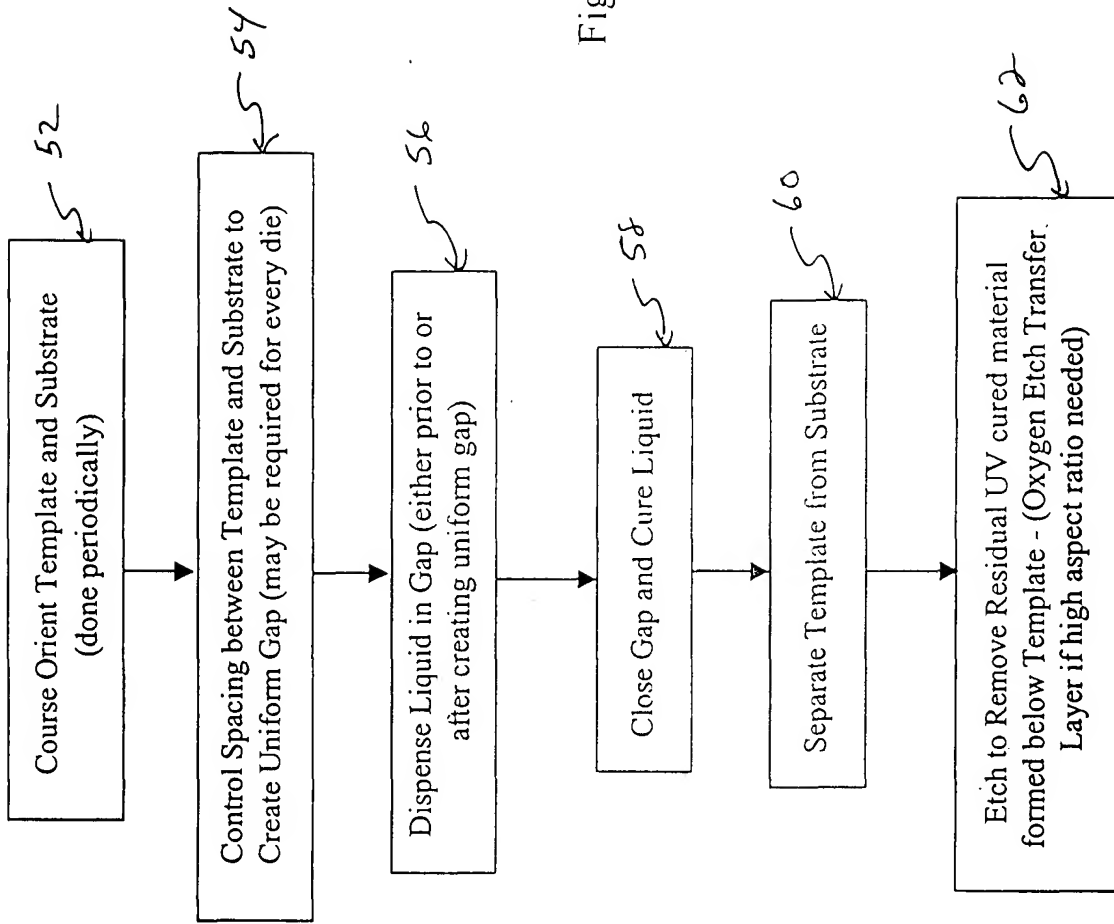 Course Orient Template and Substrate
(done periodically)
52
Control Spacing between Template and Substrate to
Create Uniform Gap (may be required for every die)
54
Dispense Liquid in Gap (either prior to or
after creating uniform gap)
56
Close Gap and Cure Liquid
58
Separate Template from Substrate
60
Etch to Remove Residual UV cured material
formed below Template - (Oxygen Etch Transfer
Layer if high aspect ratio needed)
62
Fig